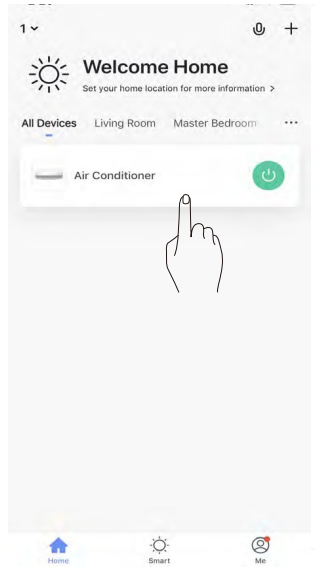 1
Welcome Home
Set your home location for more information >
All Devices Living Room Master Bedroom ...
Air Conditioner
Home Smart Me